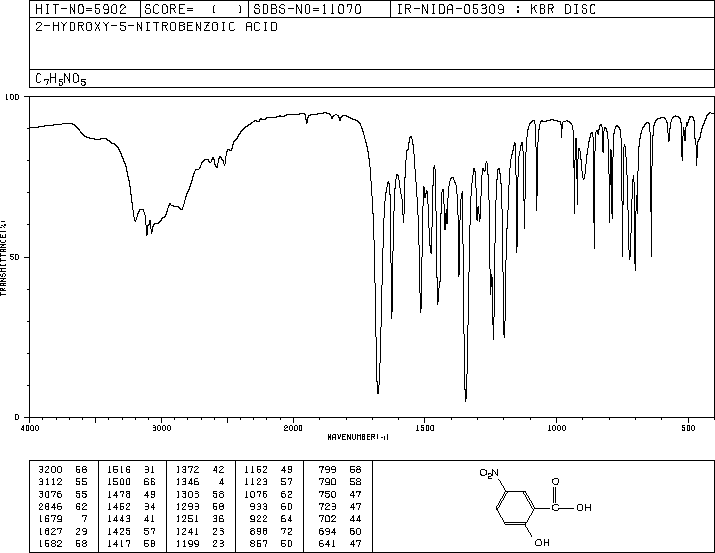 HIT-NO=5902 SCORE= ( ) SDBS-NO=11070 IR-NIDA-05309 : KBR DISC
2-HYDROXY-5-NITROBENZOIC ACID
C7H5NO5
100
TRANSMITTANCE(%)
50
0
4000 3000 2000 1500 1000 500
WAVENUMBER(-1)
3200 58 1516 31 1372 42 1152 49 799 58
3112 55 1500 66 1346 4 1123 57 790 58
3076 55 1478 49 1303 58 1076 62 750 47
2846 62 1452 34 1293 58 933 60 723 47
1679 7 1443 41 1251 36 922 64 702 44
1627 29 1425 57 1241 23 898 72 694 60
1582 58 1417 58 1199 23 857 50 641 47
O2N
O
OH
OH